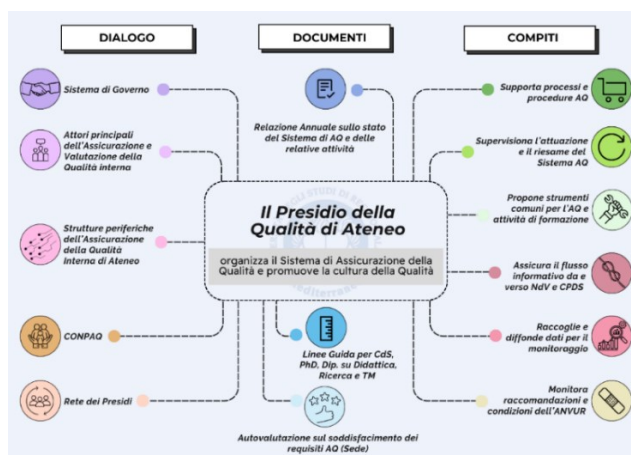 DIALOGO
Sistema di Governo
Attori principali
dell'Assicurazione e
Valutazione della
Qualità interna
Strutture periferiche
dell'Assicurazione
della Qualità
Interna di Ateneo
CONPAQ
Rete dei Presidi
DOCUMENTI
Relazione Annuale sullo stato
del Sistema di AQ e delle
relative attività
Il Presidio della
Qualità di Ateneo
organizza il Sistema di Assicurazione della
Qualità e promuove la cultura della Qualità
Linee Guida per CdS,
PhD, Dip. su Didattica,
Ricerca e TM
Autovalutazione sul soddisfacimento dei
requisiti AQ (Sede)
COMPITI
Supporta processi e
procedure AQ
Supervisiona l'attuazione
e il riesame del
Sistema AQ
Propone strumenti
comuni per l'AQ e
attività di formazione
Assicura il flusso
informativo da e
verso NdV e CPDS
Raccoglie e
diffonde dati per il
monitoraggio
Monitora
raccomandazioni e
condizioni dell'ANVUR